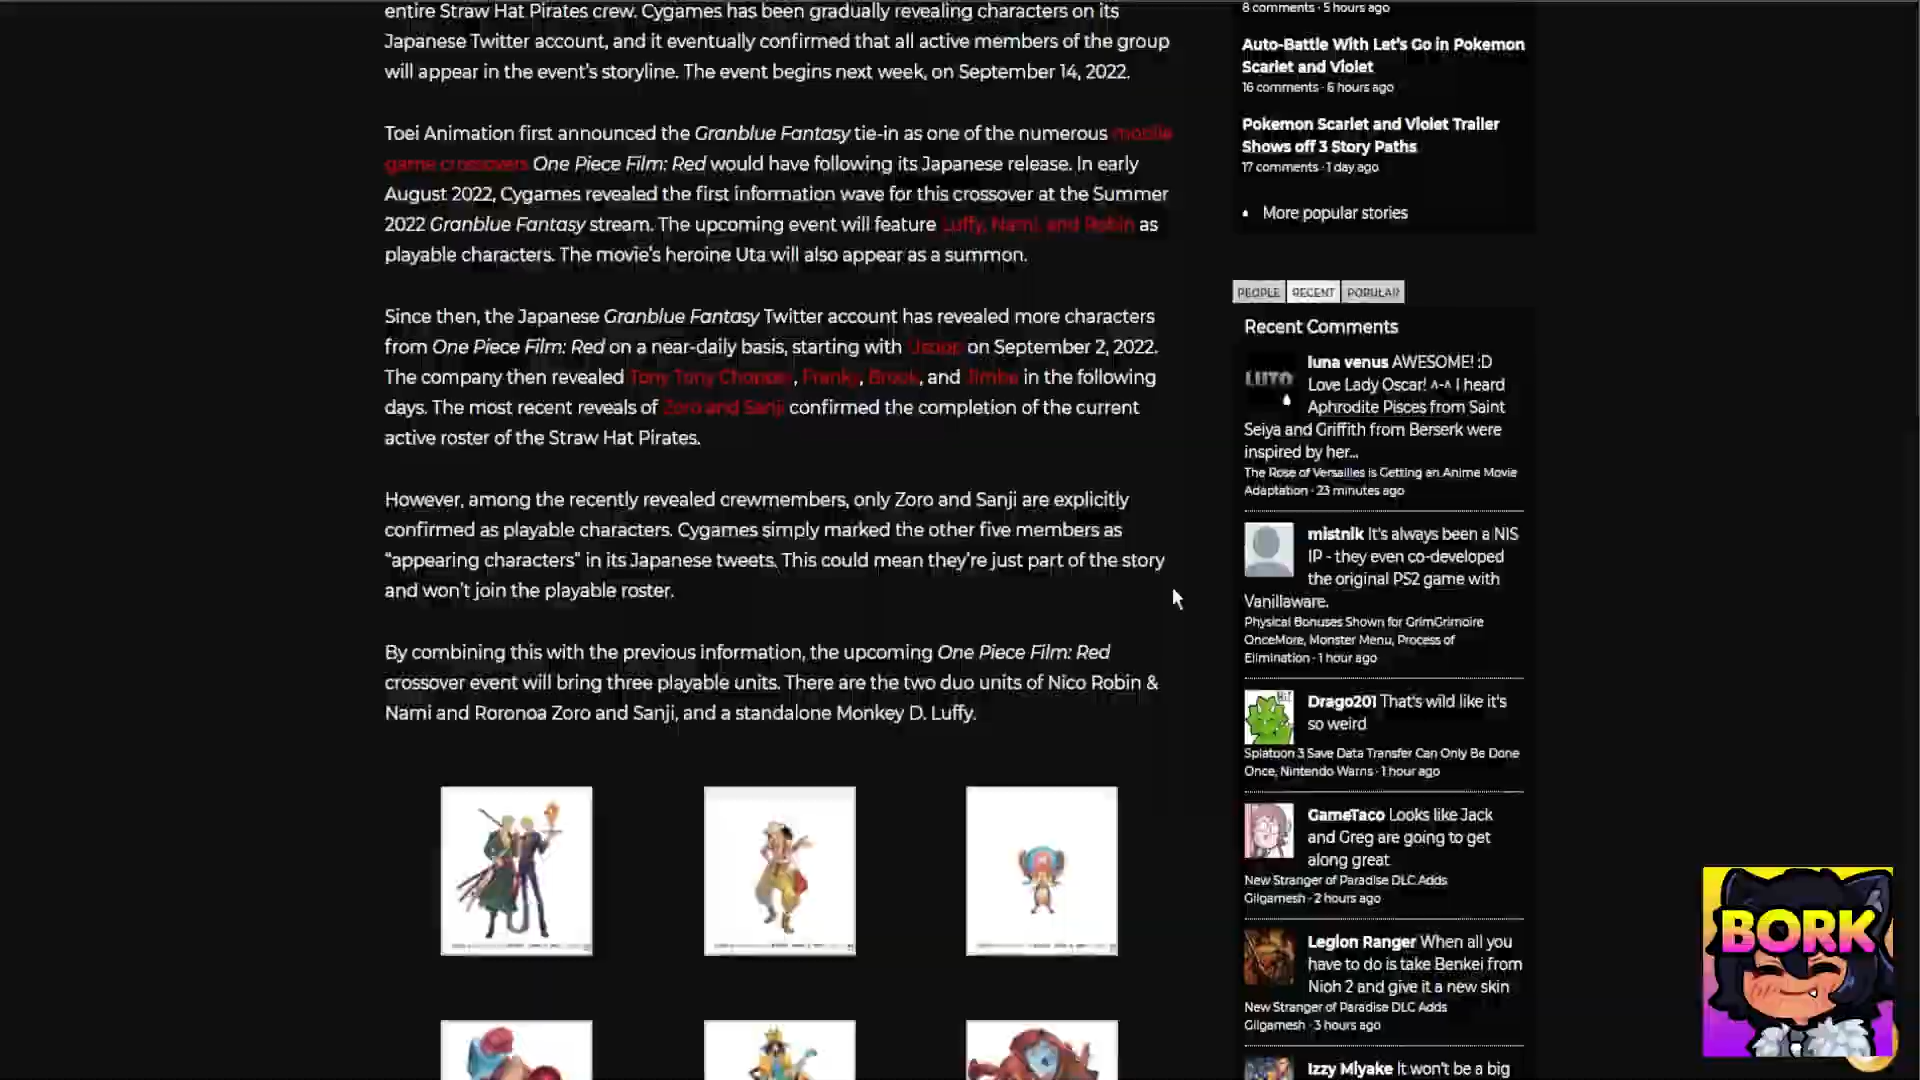 entire Straw Hat Pirates crew. Cygames has been gradually revealing characters on its
Japanese Twitter account, and it eventually confirmed that all active members of the group
will appear in the event's storyline. The event begins next week, on September 14, 2022.
Toei Animation first announced the Granblue Fantasy tie-in as one of the numerous mobile
game crossovers One Piece Film: Red would have following its Japanese release. In early
August 2022, Cygames revealed the first information wave for this crossover at the Summer
2022 Granblue Fantasy stream. The upcoming event will feature Luffy, Nami, and Robin as
playable characters. The movie's heroine Uta will also appear as a summon.
Since then, the Japanese Granblue Fantasy Twitter account has revealed more characters
from One Piece Film: Red on a near-daily basis, starting with Usopp on September 2, 2022.
The company then revealed Tony Tony Chopper, Franky, Brook, and Jimbe in the following
days. The most recent reveals of Zoro and Sanji confirmed the completion of the current
active roster of the Straw Hat Pirates.
However, among the recently revealed crewmembers, only Zoro and Sanji are explicitly
confirmed as playable characters. Cygames simply marked the other five members as
“appearing characters” in its Japanese tweets. This could mean they're just part of the story
and won't join the playable roster.
By combining this with the previous information, the upcoming One Piece Film: Red
crossover event will bring three playable units. There are the two duo units of Nico Robin &
Nami and Roronoa Zoro and Sanji, and a standalone Monkey D. Luffy.
8 comments · 5 hours ago
Auto-Battle With Let's Go in Pokemon
Scarlet and Violet
16 comments · 6 hours ago
Pokemon Scarlet and Violet Trailer
Shows off 3 Story Paths
17 comments · 1 day ago
• More popular stories
PEOPLE RECENT POPULAR
Recent Comments
LUTO
luna venus AWESOME! :D
Love Lady Oscar! ^-^ I heard
Aphrodite Pisces from Saint
Seiya and Griffith from Berserk were
inspired by her...
The Rose of Versailles is Getting an Anime Movie
Adaptation · 23 minutes ago
mistnik It's always been a NIS
IP - they even co-developed
the original PS2 game with
Vanillaware.
Physical Bonuses Shown for GrimGrimoire
OnceMore, Monster Menu, Process of
Elimination · 1 hour ago
Drago201 That's wild like it's
so weird
Splatoon 3 Save Data Transfer Can Only Be Done
Once, Nintendo Warns · 1 hour ago
GameTaco Looks like Jack
and Greg are going to get
along great
New Stranger of Paradise DLC Adds
Gilgamesh · 2 hours ago
Legion Ranger When all you
have to do is take Benkei from
Nioh 2 and give it a new skin
New Stranger of Paradise DLC Adds
Gilgamesh · 3 hours ago
Izzy Miyake It won't be a big
BORK